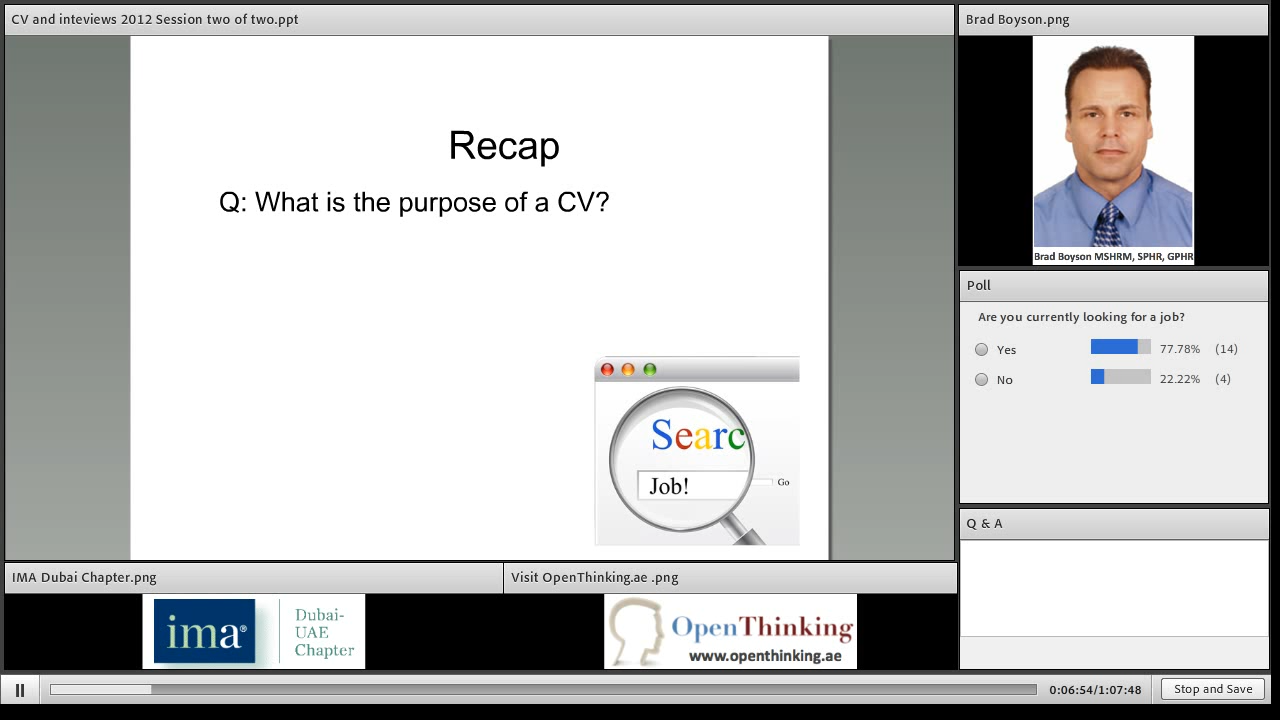 CV and inteviews 2012 Session two of two.ppt
Recap
Q: What is the purpose of a CV?
Searc
Job!
Go
Brad Boyson.png
Brad Boyson MSHRM, SPHR, GPHR
Poll
Are you currently looking for a job?
Yes 77.78% (14)
No 22.22% (4)
Q & A
IMA Dubai Chapter.png
ima®
Dubai-
UAE
Chapter
Visit OpenThinking.ae .png
OpenThinking
www.openthinking.ae
0:06:54/1:07:48
Stop and Save